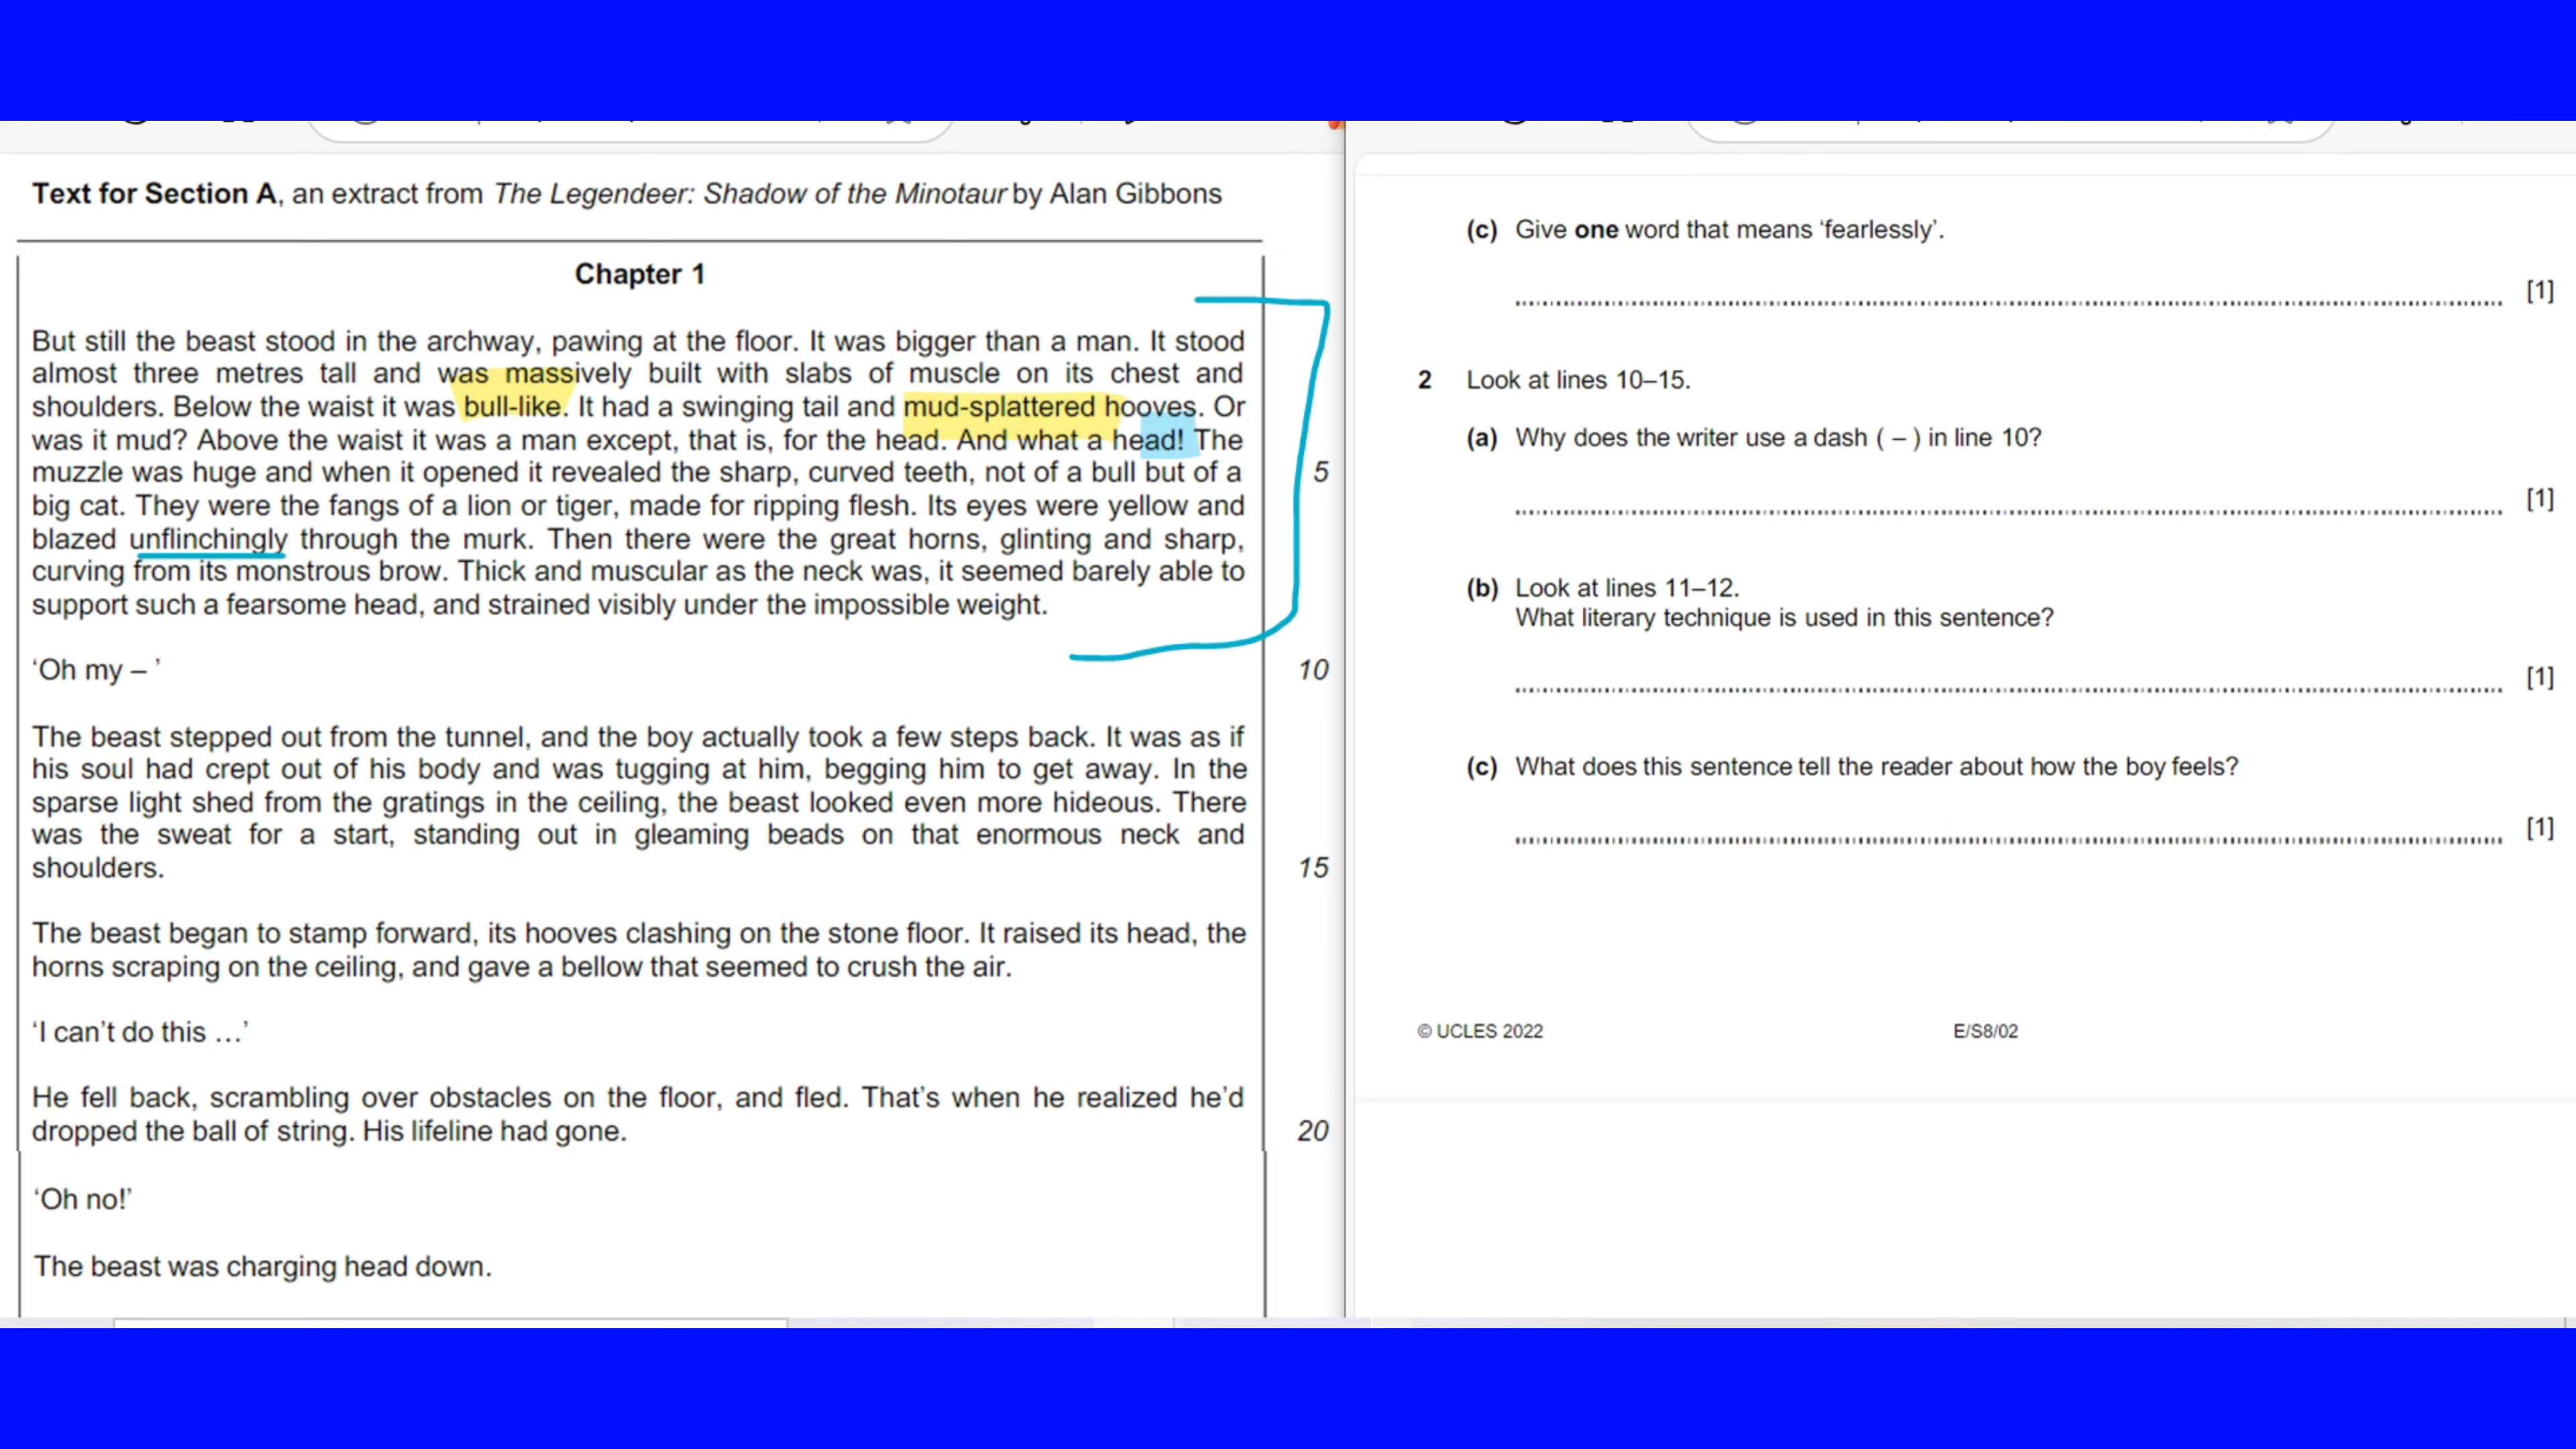 Text for Section A, an extract from The Legendeer: Shadow of the Minotaur by Alan Gibbons
Chapter 1
But still the beast stood in the archway, pawing at the floor. It was bigger than a man. It stood
almost three metres tall and was massively built with slabs of muscle on its chest and
shoulders. Below the waist it was bull-like. It had a swinging tail and mud-splattered hooves. Or
was it mud? Above the waist it was a man except, that is, for the head. And what a head! The
muzzle was huge and when it opened it revealed the sharp, curved teeth, not of a bull but of a
5
big cat. They were the fangs of a lion or tiger, made for ripping flesh. Its eyes were yellow and
blazed unflinchingly through the murk. Then there were the great horns, glinting and sharp,
curving from its monstrous brow. Thick and muscular as the neck was, it seemed barely able to
support such a fearsome head, and strained visibly under the impossible weight.
‘Oh my – ’
10
The beast stepped out from the tunnel, and the boy actually took a few steps back. It was as if
his soul had crept out of his body and was tugging at him, begging him to get away. In the
sparse light shed from the gratings in the ceiling, the beast looked even more hideous. There
was the sweat for a start, standing out in gleaming beads on that enormous neck and
shoulders.
15
The beast began to stamp forward, its hooves clashing on the stone floor. It raised its head, the
horns scraping on the ceiling, and gave a bellow that seemed to crush the air.
‘I can’t do this …’
He fell back, scrambling over obstacles on the floor, and fled. That’s when he realized he’d
dropped the ball of string. His lifeline had gone.
20
‘Oh no!’
The beast was charging head down.
(c) Give one word that means ‘fearlessly’.
[1]
2 Look at lines 10–15.
(a) Why does the writer use a dash ( – ) in line 10?
[1]
(b) Look at lines 11–12.
What literary technique is used in this sentence?
[1]
(c) What does this sentence tell the reader about how the boy feels?
[1]
© UCLES 2022
E/S8/02